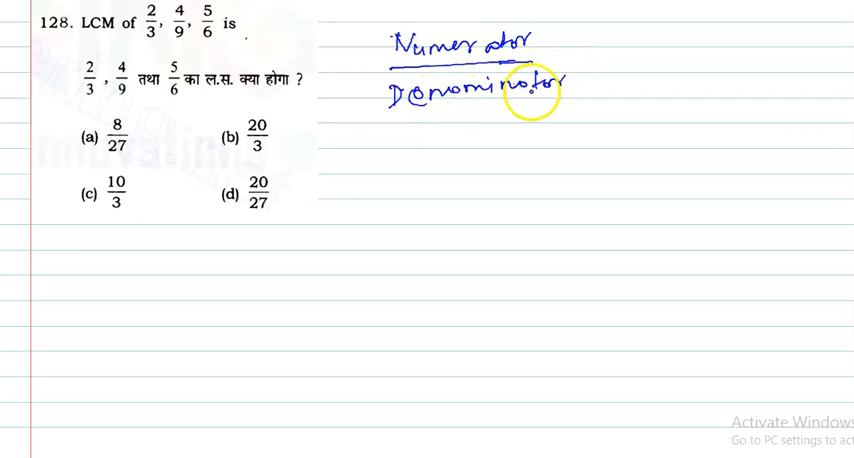 128. LCM of 2/3, 4/9, 5/6 is
2/3, 4/9 तथा 5/6 का ल.स. क्या होगा ?
(a) 8/27 (b) 20/3
(c) 10/3 (d) 20/27
Numerator
Denominotor
Activate Windows
Go to PC settings to act